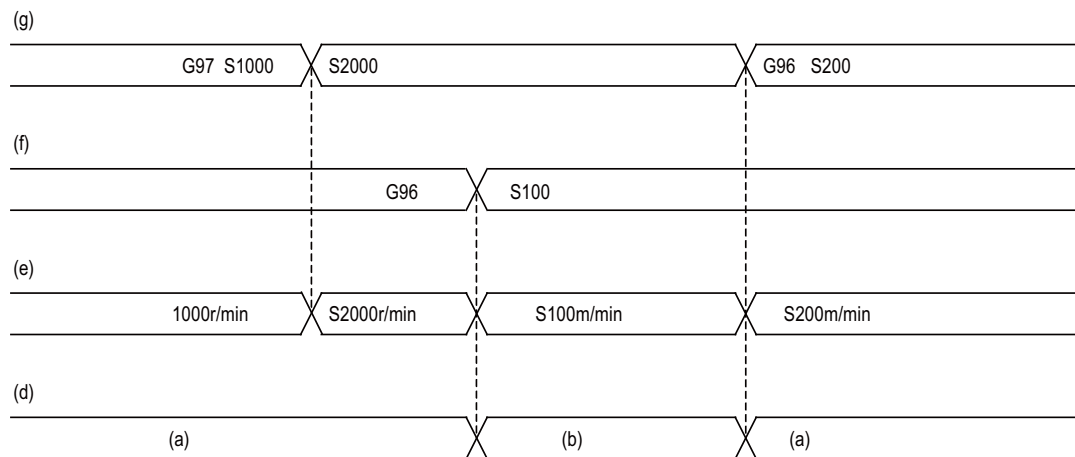 (g)
G97 S1000 S2000 G96 S200
(f)
G96 S100
(e)
1000r/min S2000r/min S100m/min S200m/min
(d)
(a) (b) (a)